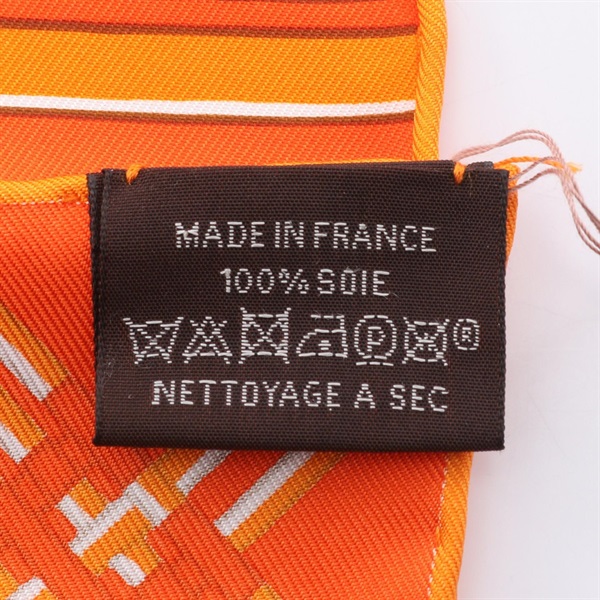 MADE IN FRANCE
100% SOIE
P ®
NETTOYAGE A SEC